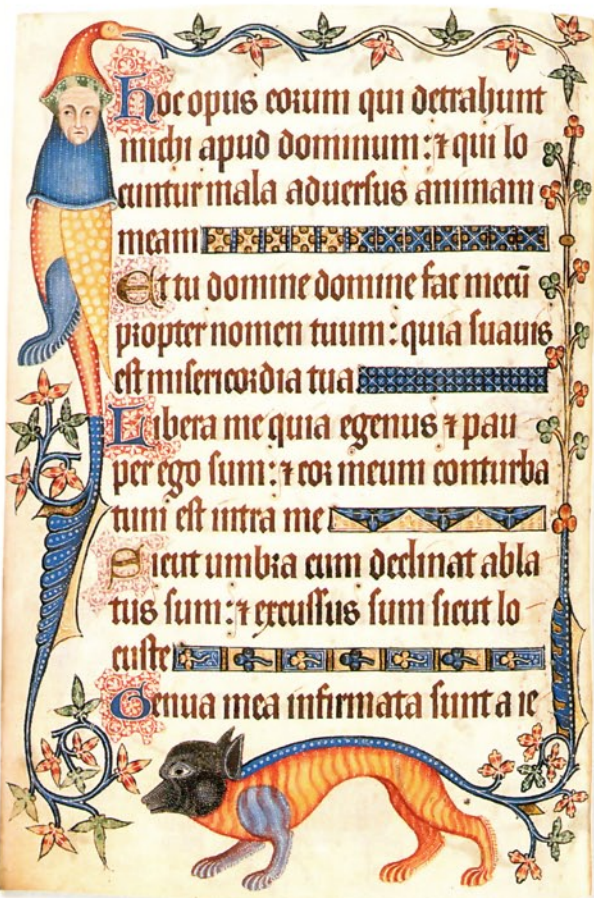 Hoc opus eorum qui detrahunt
michi apud dominum: ⁊ qui lo
cuntur mala adversus animam
meam
Et tu domine domine fac mecū
propter nomen tuum: quia suavis
est misericordia tua
Libera me quia egenus ⁊ pau
per ego sum: ⁊ cor meum conturba
tum est intra me
Sicut umbra cum declinat abla
tus sum: ⁊ excussus sum sicut lo
custe
Genua mea infirmata sunt a ie